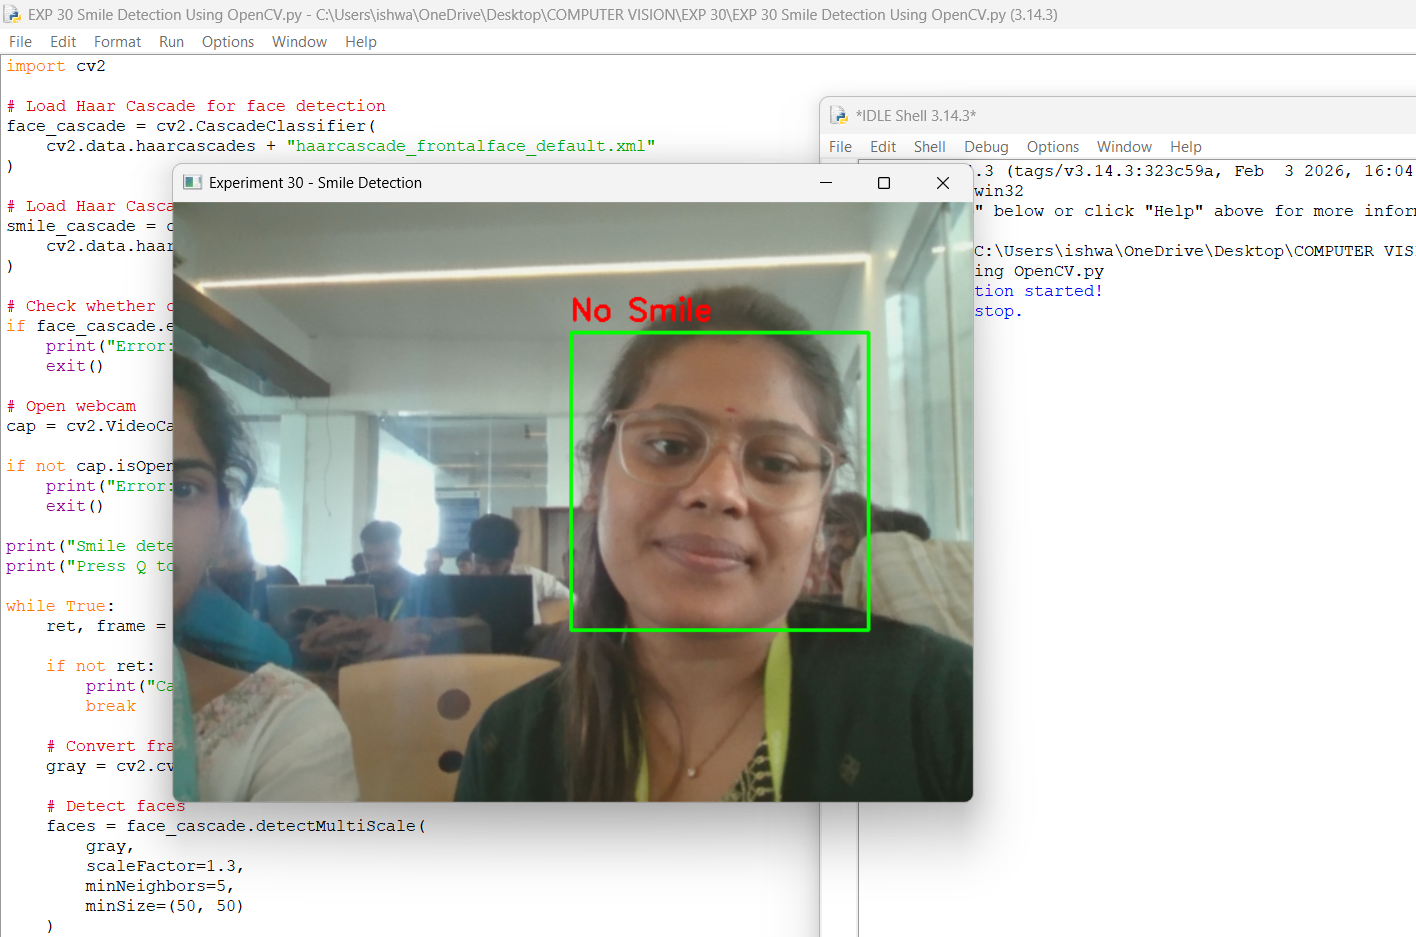 EXP 30 Smile Detection Using OpenCV.py - C:\Users\ishwa\OneDrive\Desktop\COMPUTER VISION\EXP 30\EXP 30 Smile Detection Using OpenCV.py (3.14.3)
File Edit Format Run Options Window Help
import cv2
# Load Haar Cascade for face detection
face_cascade = cv2.CascadeClassifier(
    cv2.data.haarcascades + "haarcascade_frontalface_default.xml"
)
# Load Haar Casca
smile_cascade = c
    cv2.data.haar
)
# Check whether c
if face_cascade.e
    print("Error:
    exit()
# Open webcam
cap = cv2.VideoCa
if not cap.isOpen
    print("Error:
    exit()
print("Smile dete
print("Press Q to
while True:
    ret, frame =
    if not ret:
        print("Ca
        break
    # Convert fra
    gray = cv2.cv
    # Detect faces
    faces = face_cascade.detectMultiScale(
        gray,
        scaleFactor=1.3,
        minNeighbors=5,
        minSize=(50, 50)
    )
Experiment 30 - Smile Detection
No Smile
*IDLE Shell 3.14.3*
File Edit Shell Debug Options Window Help
.3 (tags/v3.14.3:323c59a, Feb  3 2026, 16:04
win32
" below or click "Help" above for more infor
C:\Users\ishwa\OneDrive\Desktop\COMPUTER VIS
ing OpenCV.py
tion started!
stop.